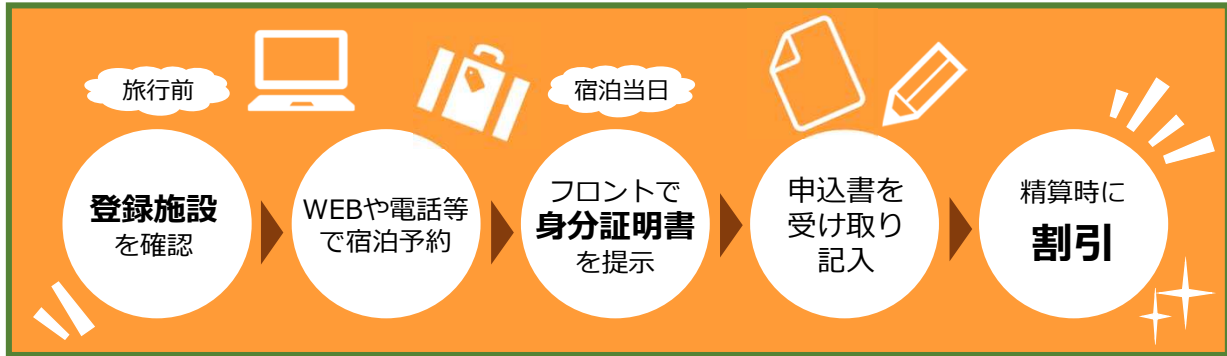 旅行前
登録施設
を確認
WEBや電話等
で宿泊予約
宿泊当日
フロントで
身分証明書
を提示
申込書を
受け取り
記入
精算時に
割引